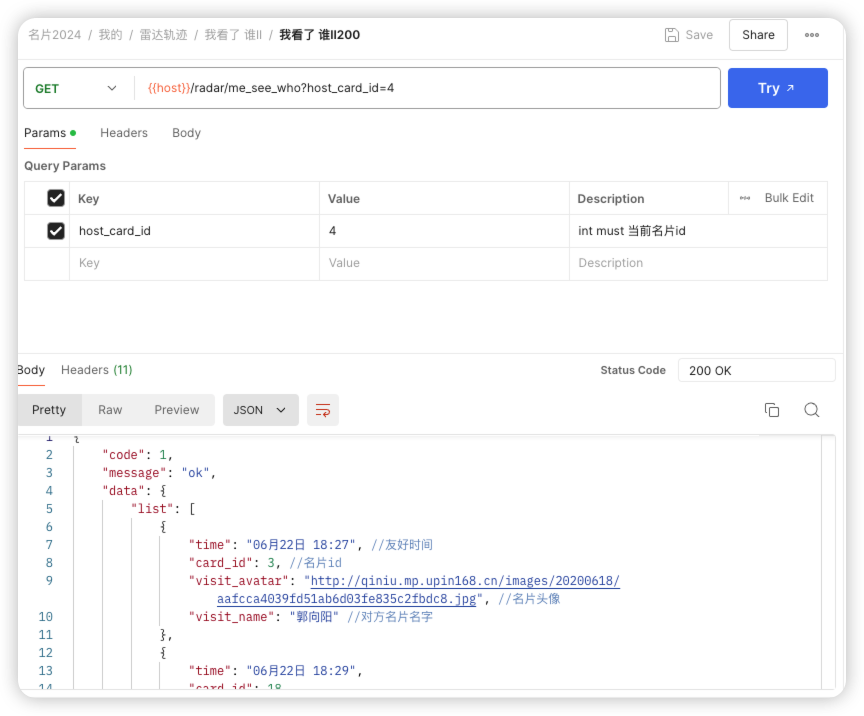 名片2024 / 我的 / 雷达轨迹 / 我看了 谁II / 我看了 谁II200
Save
Share
GET
{{host}}/radar/me_see_who?host_card_id=4
Try ↗
Params
Headers
Body
Query Params
Key Value Description Bulk Edit
host_card_id 4 int must 当前名片id
Key Value Description
Body Headers (11)
Status Code 200 OK
Pretty Raw Preview JSON
1 {
2 "code": 1,
3 "message": "ok",
4 "data": {
5 "list": [
6 {
7 "time": "06月22日 18:27", //友好时间
8 "card_id": 3, //名片id
9 "visit_avatar": "http://qiniu.mp.upin168.cn/images/20200618/
aafcca4039fd51ab6d03fe835c2fbdc8.jpg", //名片头像
10 "visit_name": "郭向阳" //对方名片名字
11 },
12 {
13 "time": "06月22日 18:29",
14 "card_id": 18